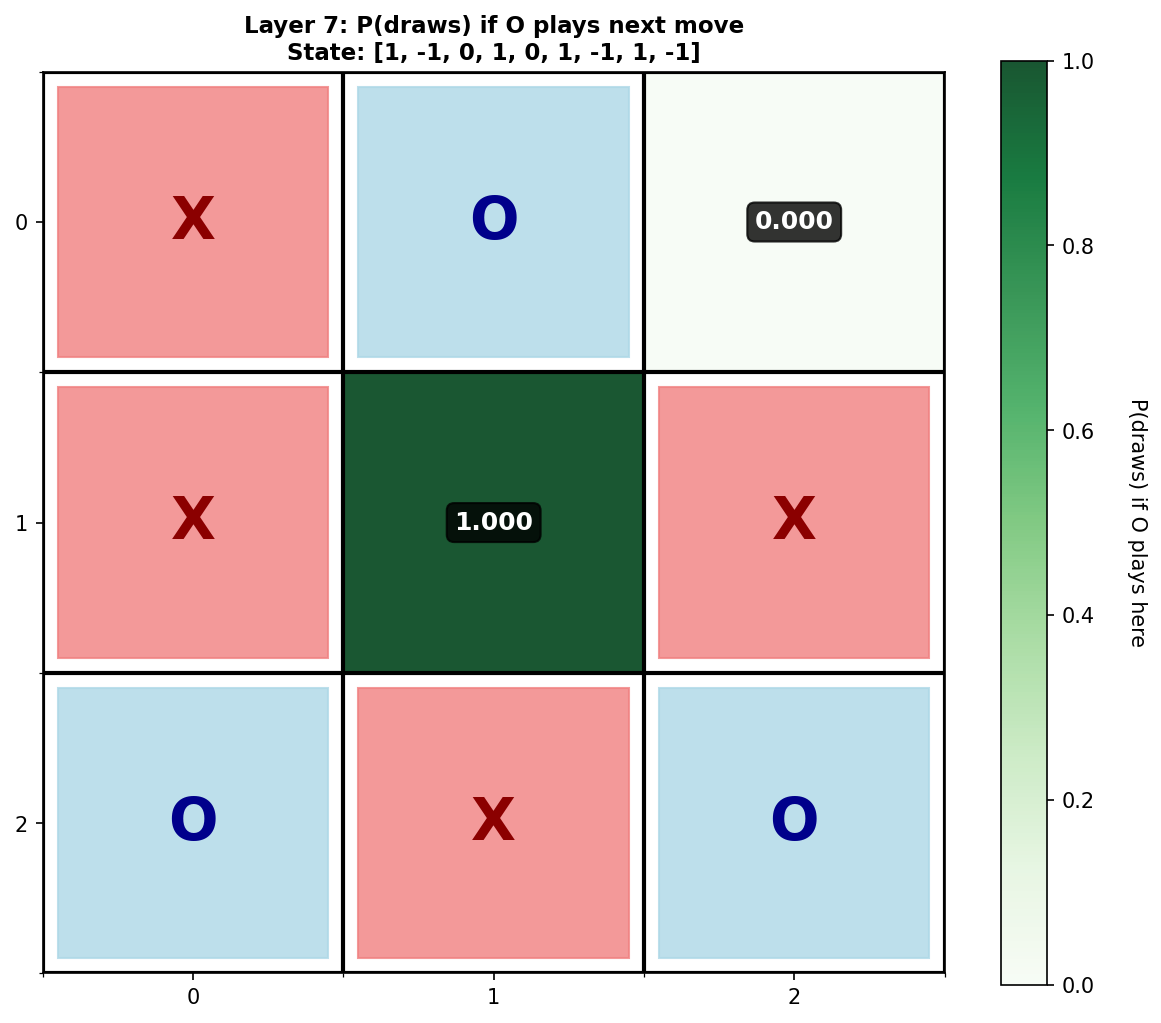 Layer 7: P(draws) if O plays next move
State: [1, -1, 0, 1, 0, 1, -1, 1, -1]
1.0
0.8
0.6
0.4
0.2
0.0
P(draws) if O plays here
0
X
O
0.000
1
X
1.000
X
2
O
X
O
0
1
2